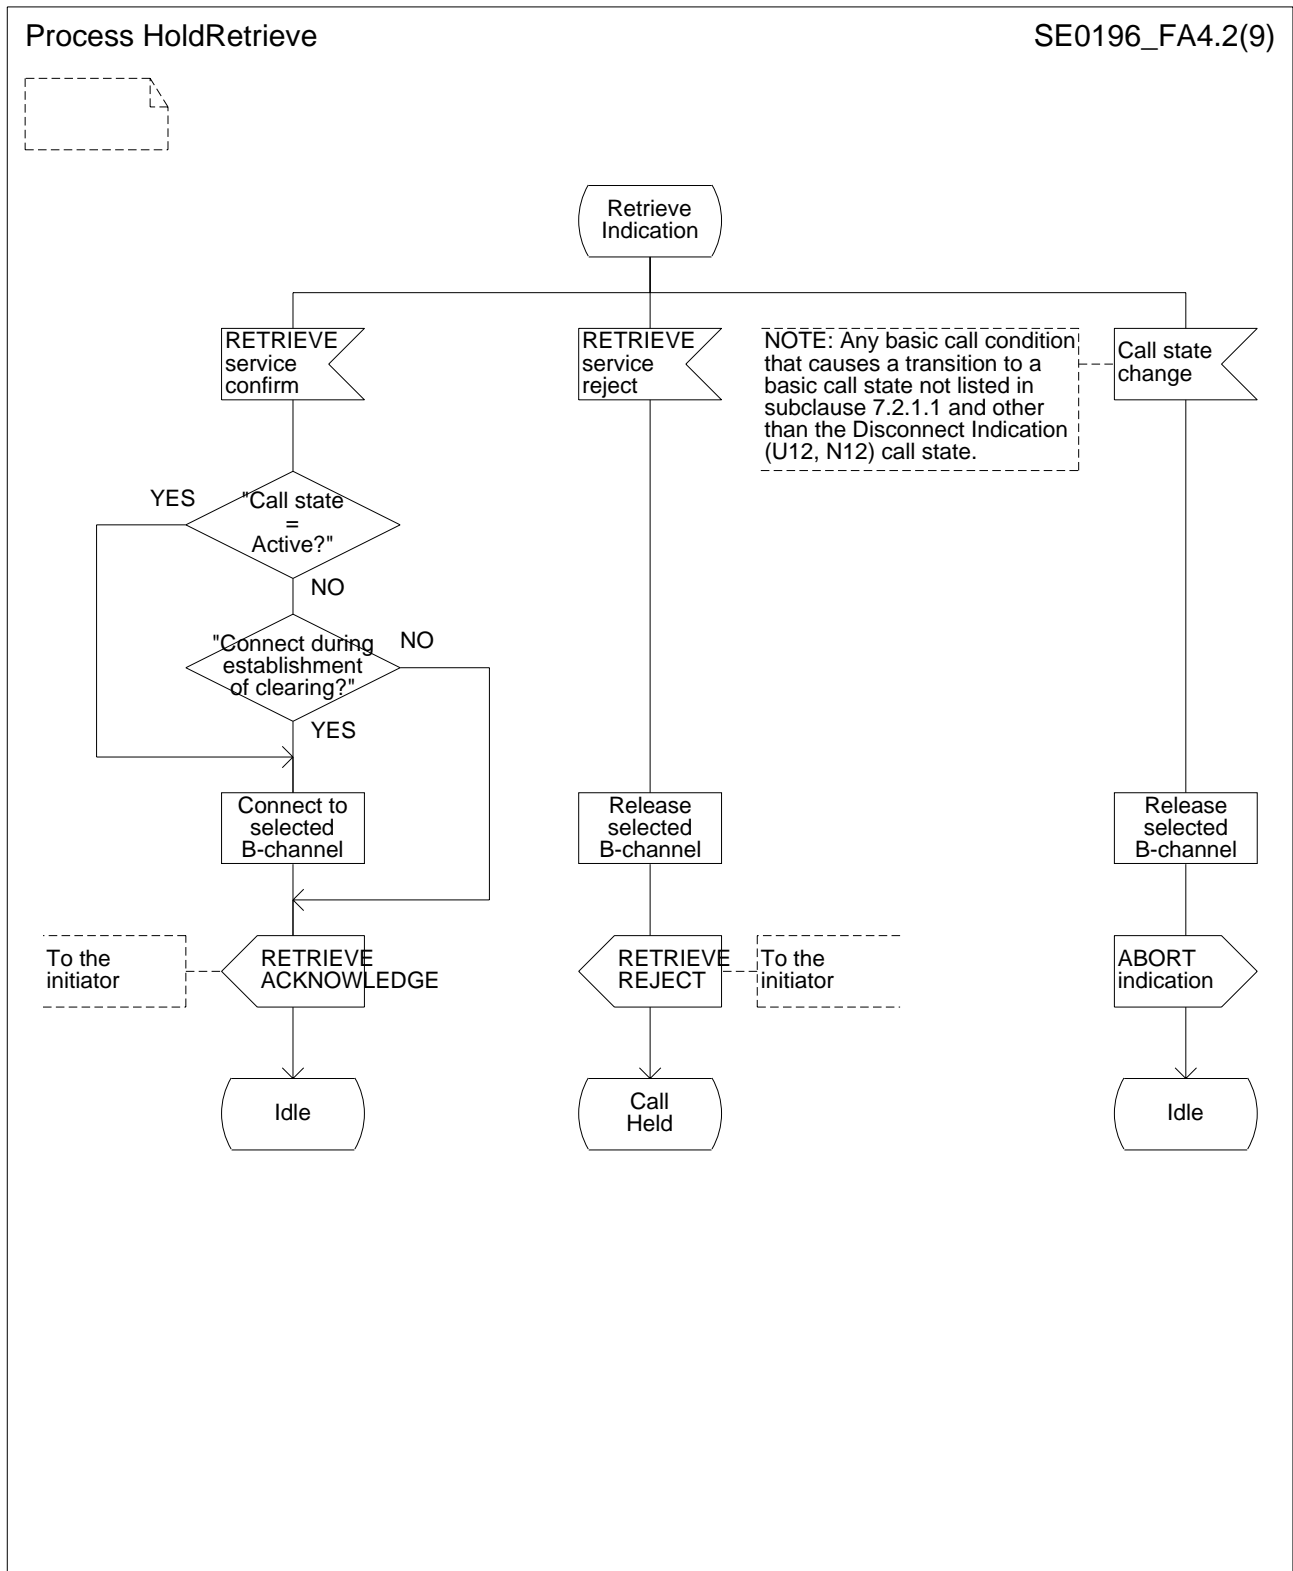 Process HoldRetrieve
SE0196_FA4.2(9)
Retrieve
Indication
RETRIEVE
service
confirm
RETRIEVE
service
reject
NOTE: Any basic call condition
that causes a transition to a
basic call state not listed in
subclause 7.2.1.1 and other
than the Disconnect Indication
(U12, N12) call state.
Call state
change
YES
"Call state
=
Active?"
NO
"Connect during
establishment
of clearing?"
NO
YES
Connect to
selected
B-channel
Release
selected
B-channel
Release
selected
B-channel
To the
initiator
RETRIEVE
ACKNOWLEDGE
RETRIEVE
REJECT
To the
initiator
ABORT
indication
Idle
Call
Held
Idle